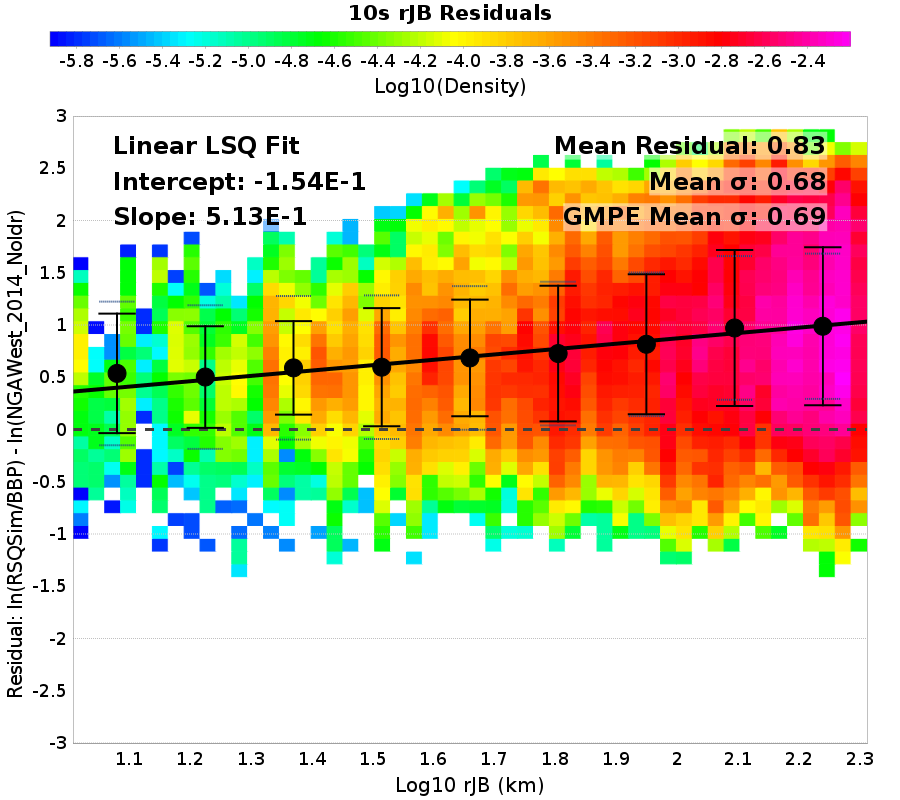 10s rJB Residuals
-5.8 -5.6 -5.4 -5.2 -5.0 -4.8 -4.6 -4.4 -4.2 -4.0 -3.8 -3.6 -3.4 -3.2 -3.0 -2.8 -2.6 -2.4
Log10(Density)
Linear LSQ Fit
Intercept: -1.54E-1
Slope: 5.13E-1
Mean Residual: 0.83
Mean σ: 0.68
GMPE Mean σ: 0.69
Residual: ln(RSQSim/BBP) - ln(NGAWest_2014_NoIdr)
3
2.5
2
1.5
1
0.5
0
-0.5
-1
-1.5
-2
-2.5
-3
1.1 1.2 1.3 1.4 1.5 1.6 1.7 1.8 1.9 2 2.1 2.2 2.3
Log10 rJB (km)